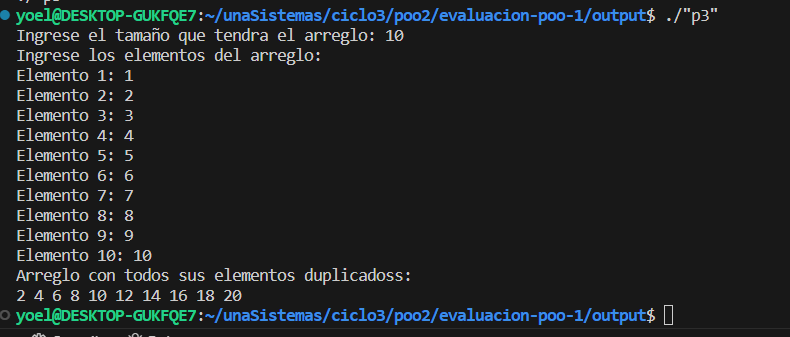 yoel@DESKTOP-GUKFQE7:~/unaSistemas/ciclo3/poo2/evaluacion-poo-1/output$ ./"p3"
Ingrese el tamaño que tendra el arreglo: 10
Ingrese los elementos del arreglo:
Elemento 1: 1
Elemento 2: 2
Elemento 3: 3
Elemento 4: 4
Elemento 5: 5
Elemento 6: 6
Elemento 7: 7
Elemento 8: 8
Elemento 9: 9
Elemento 10: 10
Arreglo con todos sus elementos duplicadoss:
2 4 6 8 10 12 14 16 18 20
yoel@DESKTOP-GUKFQE7:~/unaSistemas/ciclo3/poo2/evaluacion-poo-1/output$